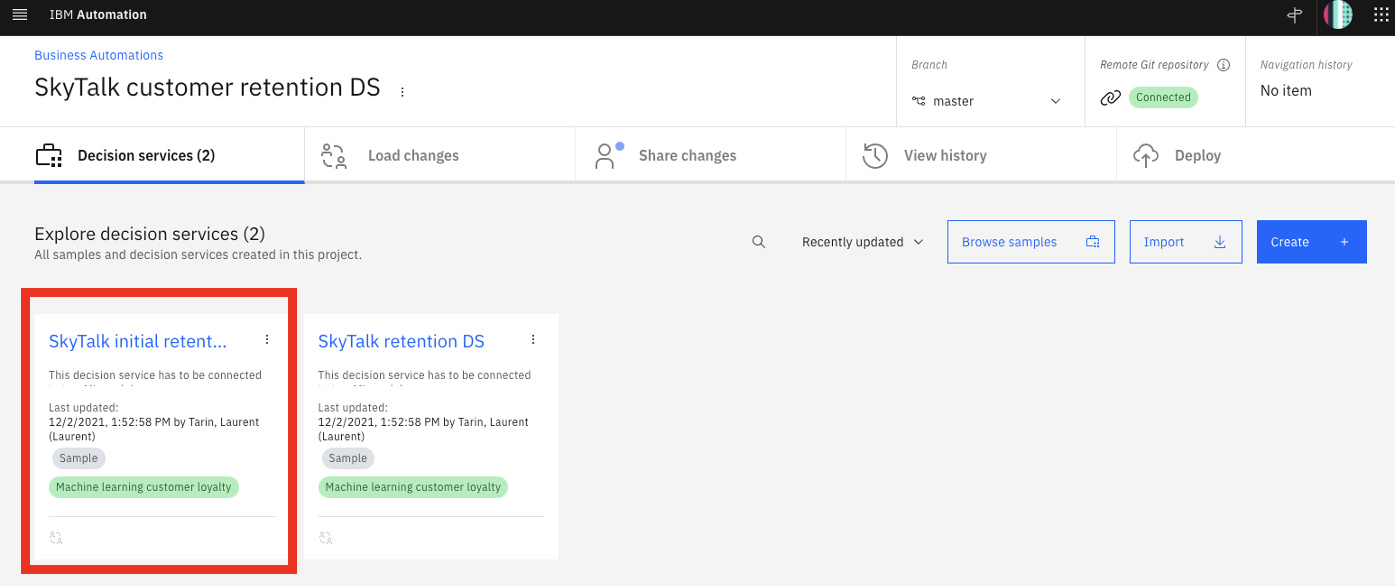 IBM Automation
Business Automations
SkyTalk customer retention DS
Branch
master
Remote Git repository
Connected
Navigation history
No item
Decision services (2)
Load changes
Share changes
View history
Deploy
Explore decision services (2)
All samples and decision services created in this project.
Recently updated
Browse samples
Import
Create
SkyTalk initial retent...
This decision service has to be connected
Last updated:
12/2/2021, 1:52:58 PM by Tarin, Laurent
(Laurent)
Sample
Machine learning customer loyalty
SkyTalk retention DS
This decision service has to be connected
Last updated:
12/2/2021, 1:52:58 PM by Tarin, Laurent
(Laurent)
Sample
Machine learning customer loyalty